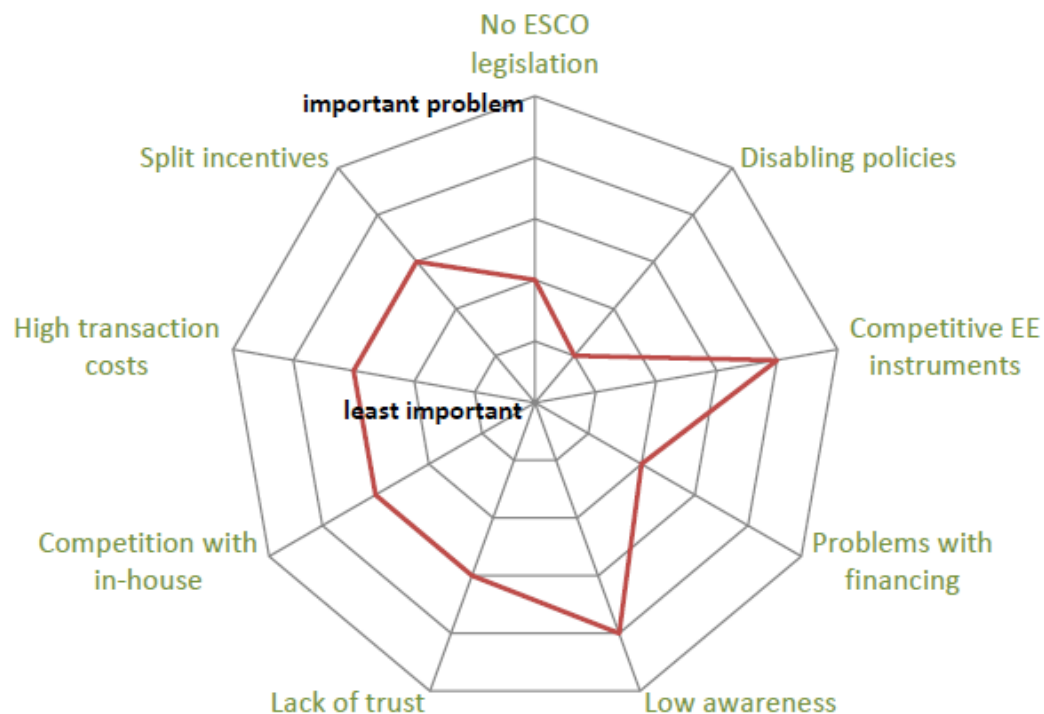 No ESCO
legislation
important problem
Split incentives
Disabling policies
High transaction
costs
Competitive EE
instruments
least important
Competition with
in-house
Problems with
financing
Lack of trust
Low awareness